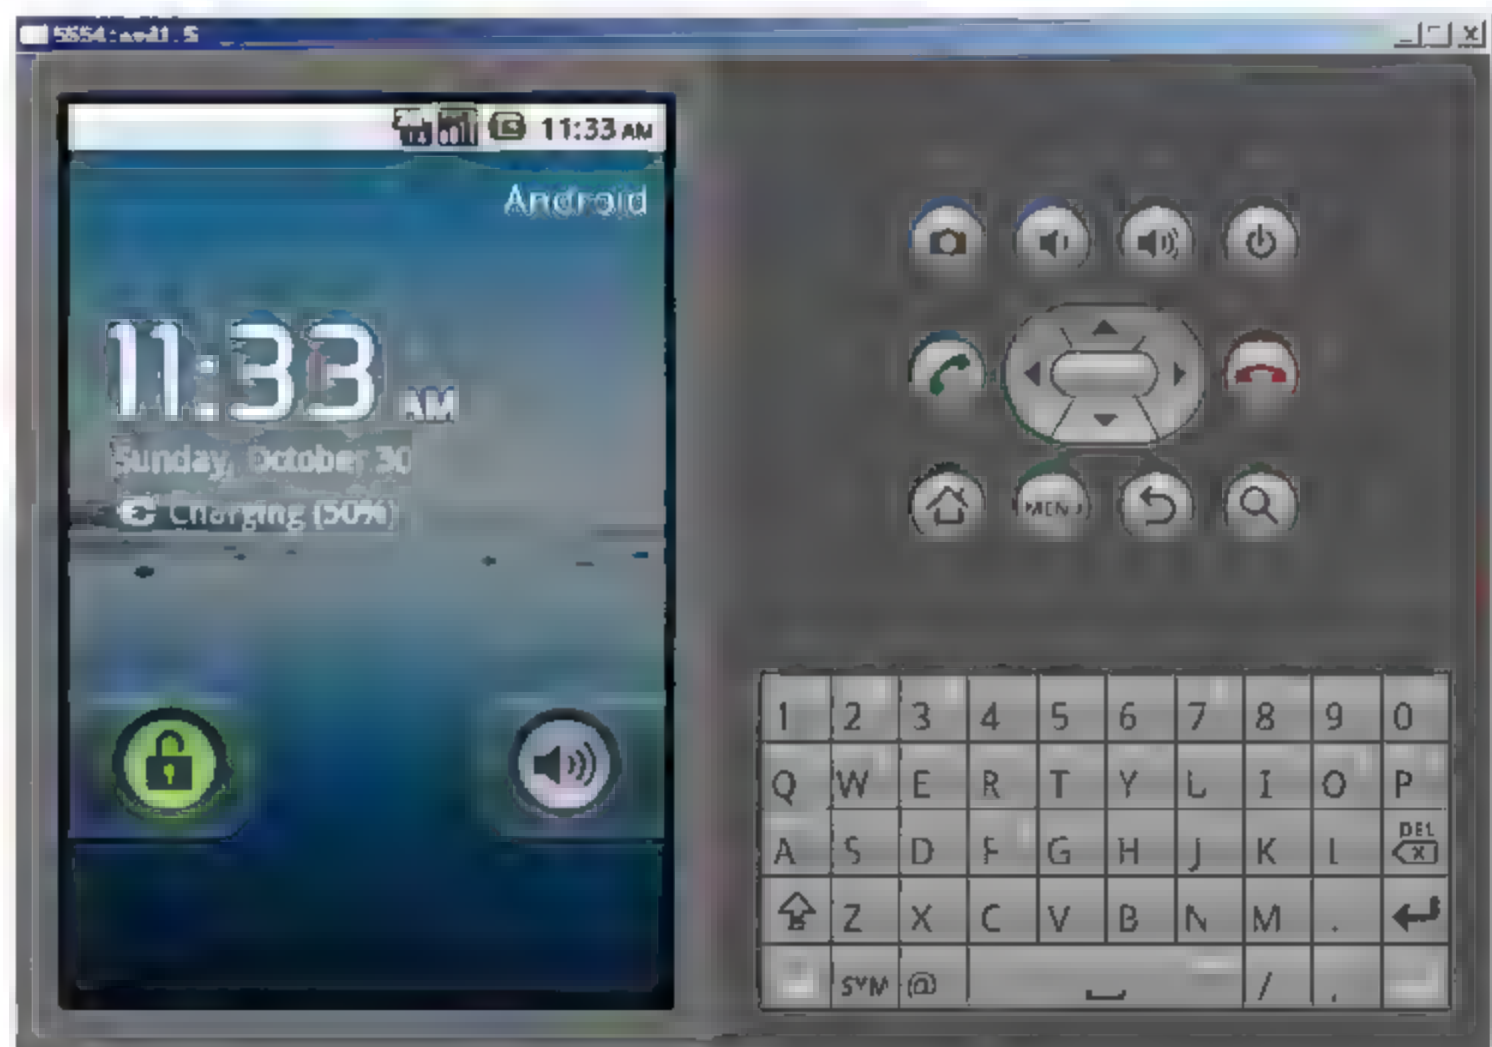 11:33 AM
Android
11:33 AM
Sunday, October 30
Charging (50%)
MENU
1 2 3 4 5 6 7 8 9 0
Q W E R T Y U I O P
A S D F G H J K L DEL
Z X C V B N M .
SYM @ / ,